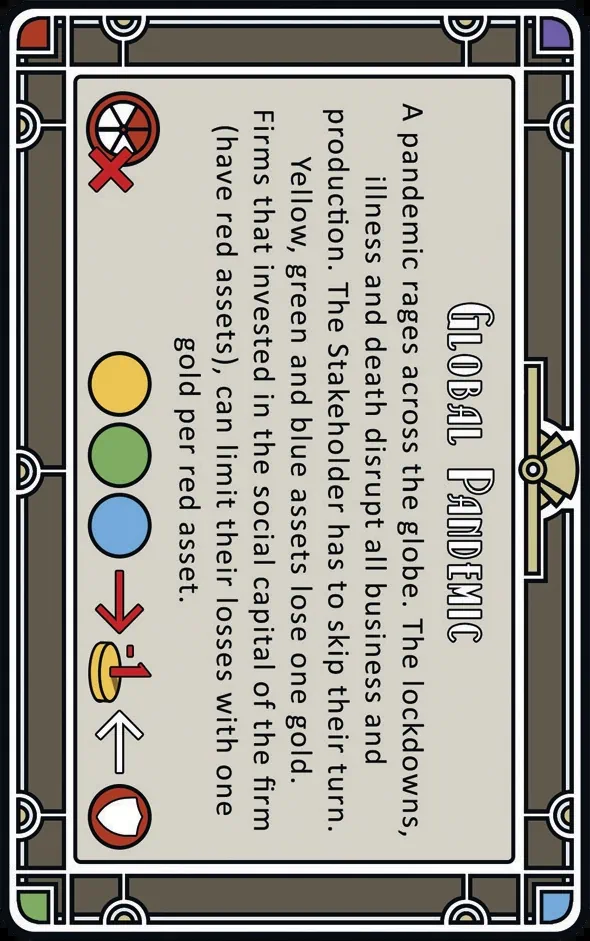 Global Pandemic
A pandemic rages across the globe. The lockdowns,
illness and death disrupt all business and
production. The Stakeholder has to skip their turn.
Yellow, green and blue assets lose one gold.
Firms that invested in the social capital of the firm
(have red assets), can limit their losses with one
gold per red asset.
-1